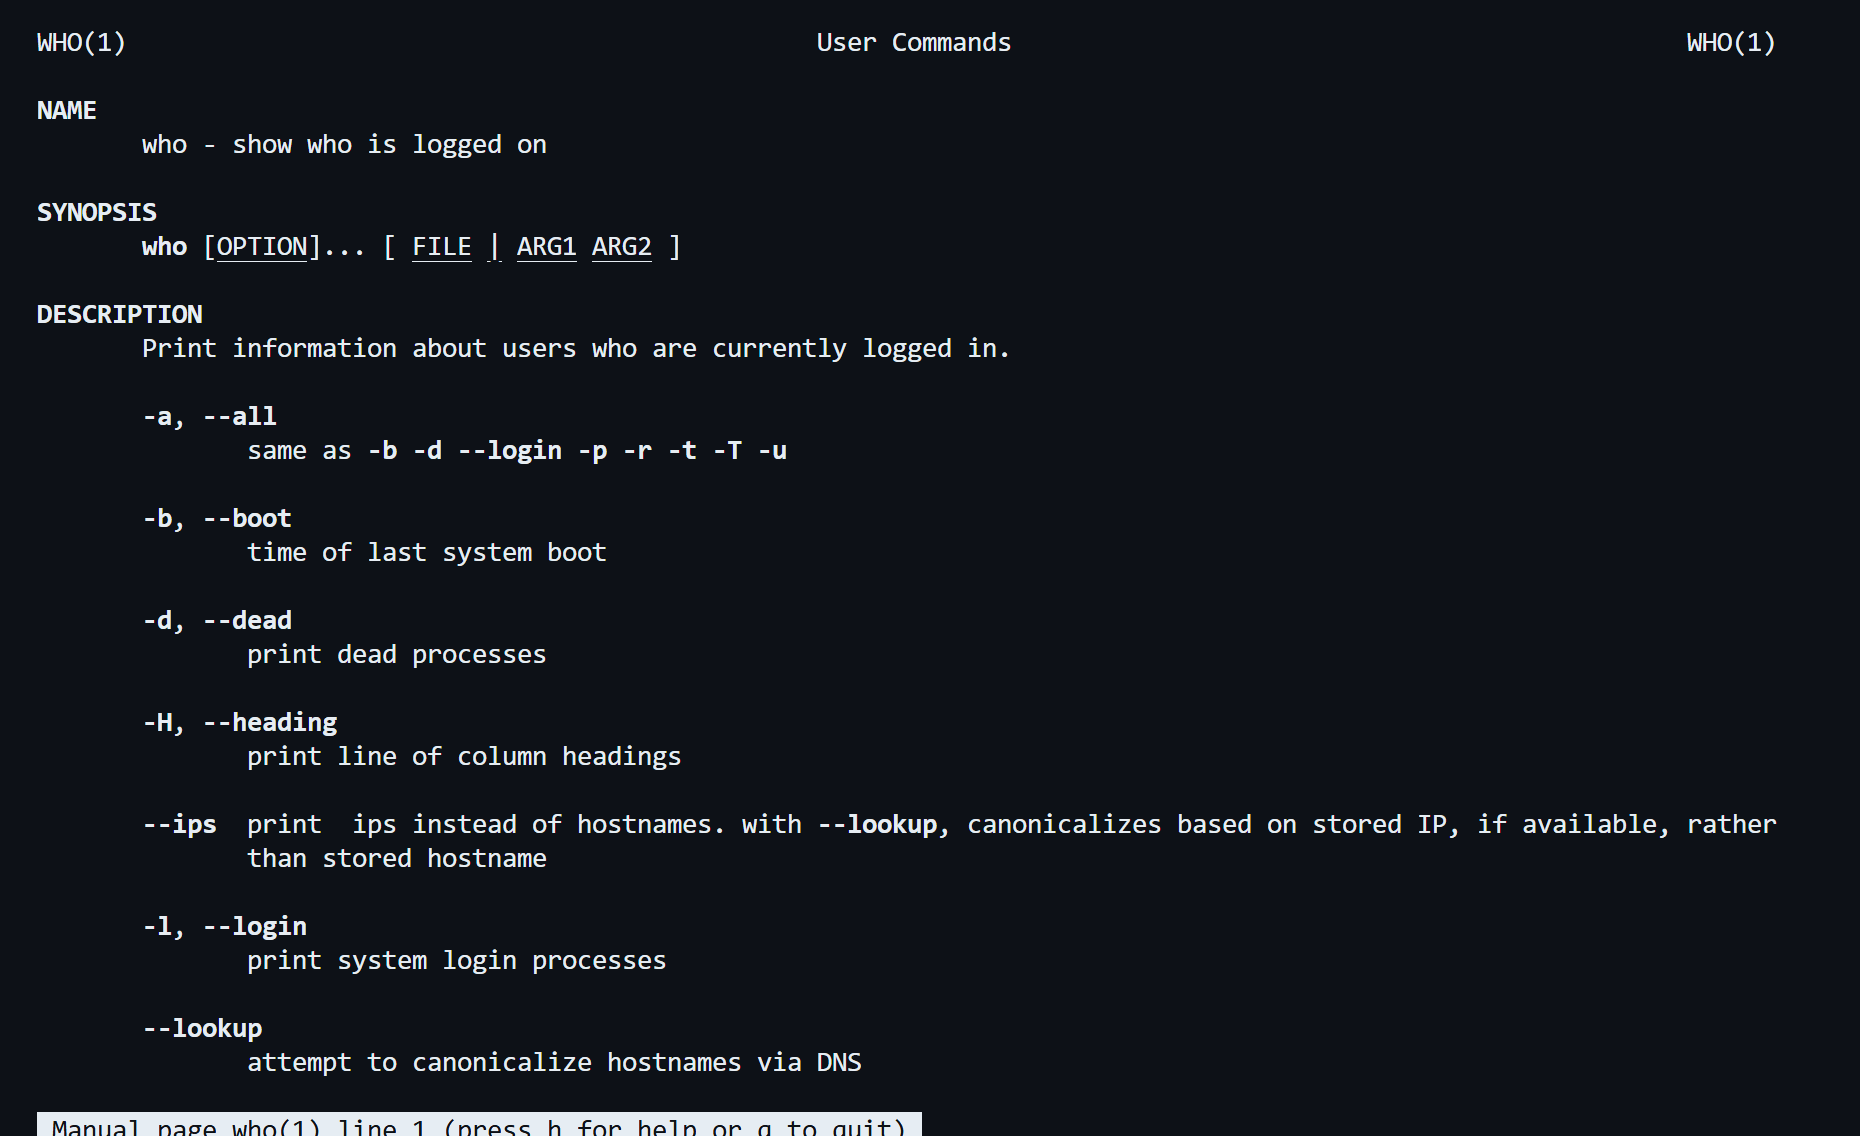 WHO(1) User Commands WHO(1)
NAME
who - show who is logged on
SYNOPSIS
who [OPTION]... [ FILE | ARG1 ARG2 ]
DESCRIPTION
Print information about users who are currently logged in.
-a, --all
same as -b -d --login -p -r -t -T -u
-b, --boot
time of last system boot
-d, --dead
print dead processes
-H, --heading
print line of column headings
--ips  print  ips instead of hostnames. with --lookup, canonicalizes based on stored IP, if available, rather
than stored hostname
-l, --login
print system login processes
--lookup
attempt to canonicalize hostnames via DNS
Manual page who(1) line 1 (press h for help or q to quit)